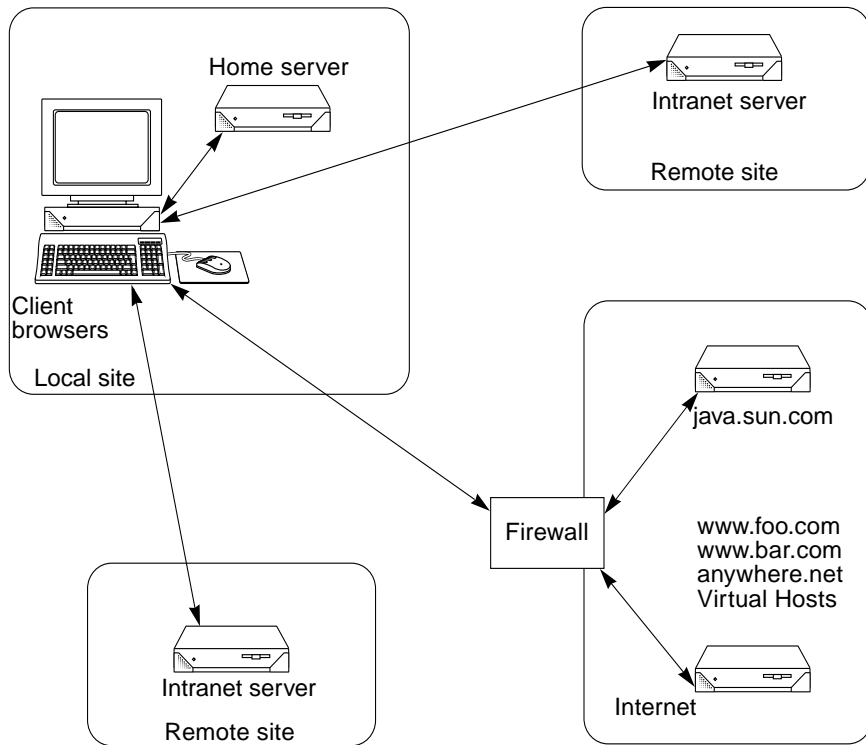 Home server
Intranet server
Remote site
Client
browsers
Local site
java.sun.com
Firewall
www.foo.com
www.bar.com
anywhere.net
Virtual Hosts
Intranet server
Internet
Remote site